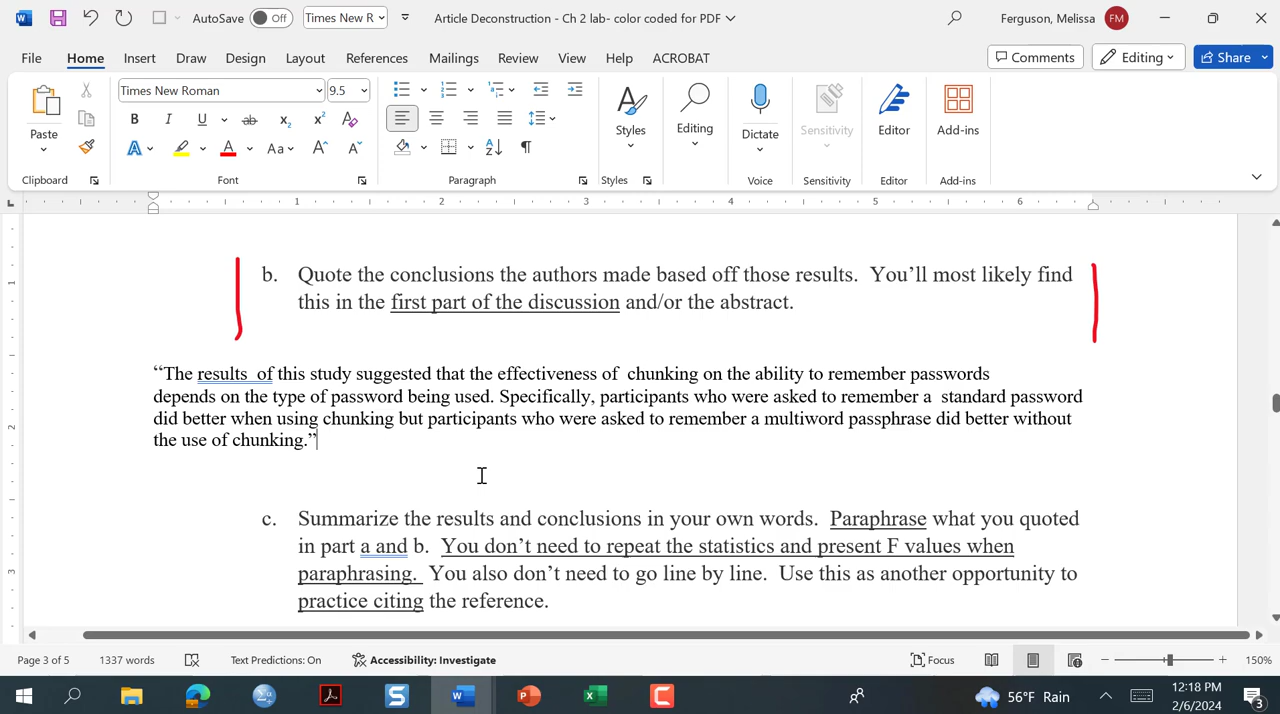 AutoSave Off Times New R Article Deconstruction - Ch 2 lab- color coded for PDF Ferguson, Melissa FM
File Home Insert Draw Design Layout References Mailings Review View Help ACROBAT Comments Editing Share
Times New Roman 9.5
Paste Styles Editing Dictate Sensitivity Editor Add-ins
Clipboard Font Paragraph Styles Voice Sensitivity Editor Add-ins
1 2 3 4 5 6
b. Quote the conclusions the authors made based off those results. You’ll most likely find
this in the first part of the discussion and/or the abstract.
“The results of this study suggested that the effectiveness of chunking on the ability to remember passwords
depends on the type of password being used. Specifically, participants who were asked to remember a standard password
did better when using chunking but participants who were asked to remember a multiword passphrase did better without
the use of chunking.”
c. Summarize the results and conclusions in your own words. Paraphrase what you quoted
in part a and b. You don’t need to repeat the statistics and present F values when
paraphrasing. You also don’t need to go line by line. Use this as another opportunity to
practice citing the reference.
Page 3 of 5 1337 words Text Predictions: On Accessibility: Investigate Focus 150%
56°F Rain 12:18 PM
2/6/2024 3